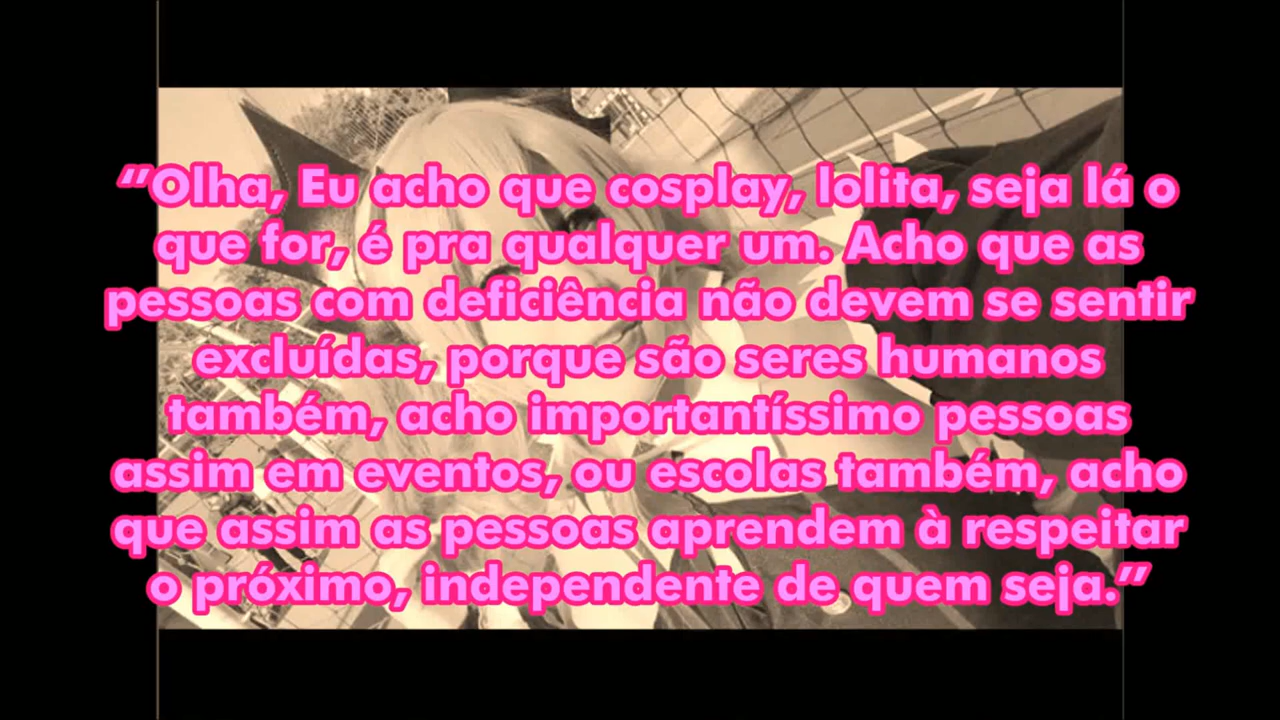 “Olha, Eu acho que cosplay, lolita, seja lá o
que for, é pra qualquer um. Acho que as
pessoas com deficiência não devem se sentir
excluídas, porque são seres humanos
também, acho importantíssimo pessoas
assim em eventos, ou escolas também, acho
que assim as pessoas aprendem à respeitar
o próximo, independente de quem seja.”